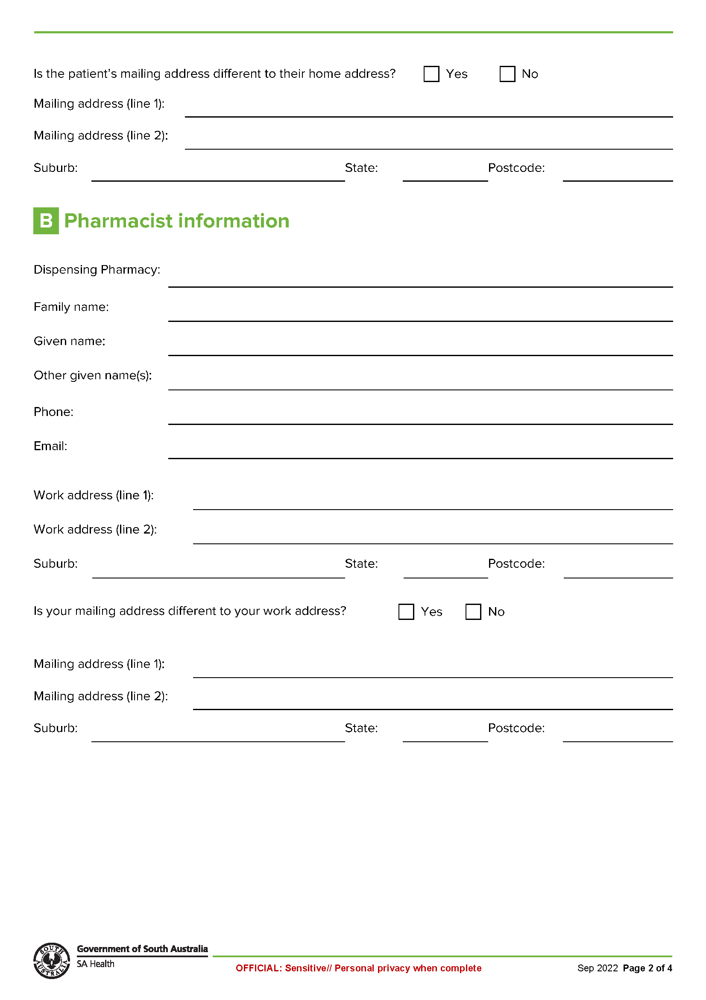 Is the patient’s mailing address different to their home address? Yes No
Mailing address (line 1):
Mailing address (line 2):
Suburb: State: Postcode:
B Pharmacist information
Dispensing Pharmacy:
Family name:
Given name:
Other given name(s):
Phone:
Email:
Work address (line 1):
Work address (line 2):
Suburb: State: Postcode:
Is your mailing address different to your work address? Yes No
Mailing address (line 1):
Mailing address (line 2):
Suburb: State: Postcode:
SOUTH AUSTRALIA
Government of South Australia
SA Health
OFFICIAL: Sensitive// Personal privacy when complete
Sep 2022 Page 2 of 4